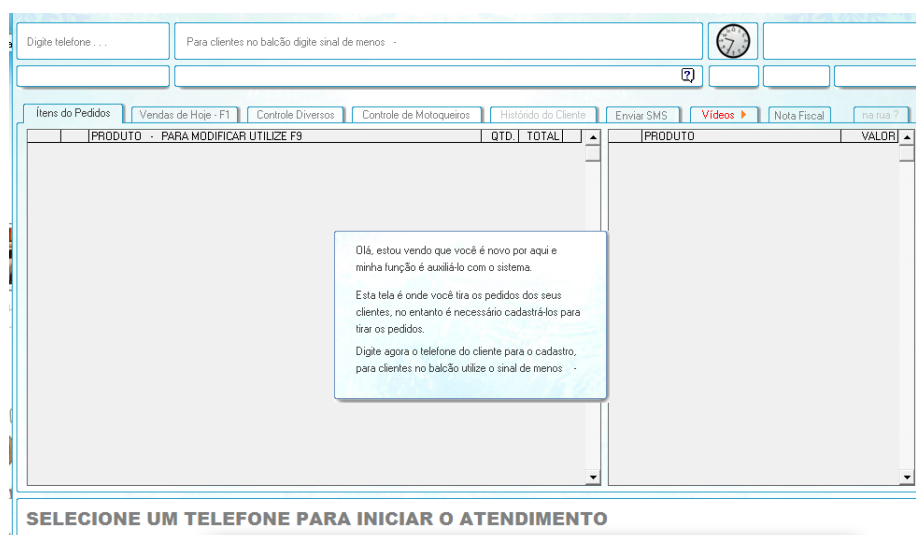 Digite telefone . . .
Para clientes no balcão digite sinal de menos -
?
Ítens do Pedidos
Vendas de Hoje - F1
Controle Diversos
Controle de Motoqueiros
Histórido do Cliente
Enviar SMS
Vídeos
Nota Fiscal
na rua ?
PRODUTO - PARA MODIFICAR UTILIZE F9
QTD.
TOTAL
PRODUTO
VALOR
Olá, estou vendo que você é novo por aqui e
minha função é auxiliá-lo com o sistema.
Esta tela é onde você tira os pedidos dos seus
clientes, no entanto é necessário cadastrá-los para
tirar os pedidos.
Digite agora o telefone do cliente para o cadastro,
para clientes no balcão utilize o sinal de menos -
SELECIONE UM TELEFONE PARA INICIAR O ATENDIMENTO